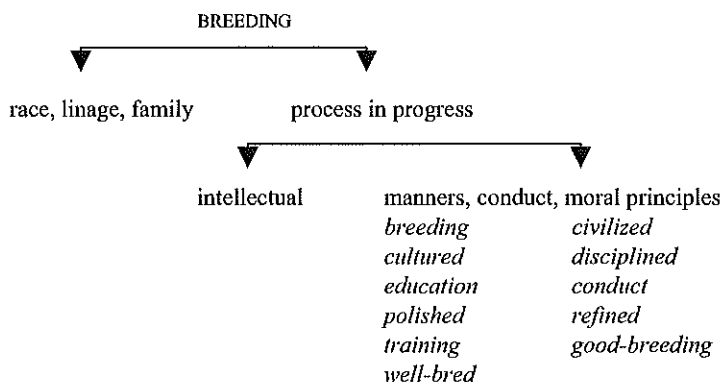 BREEDING
race, linage, family process in progress
intellectual manners, conduct, moral principles
breeding civilized
cultured disciplined
education conduct
polished refined
training good-breeding
well-bred